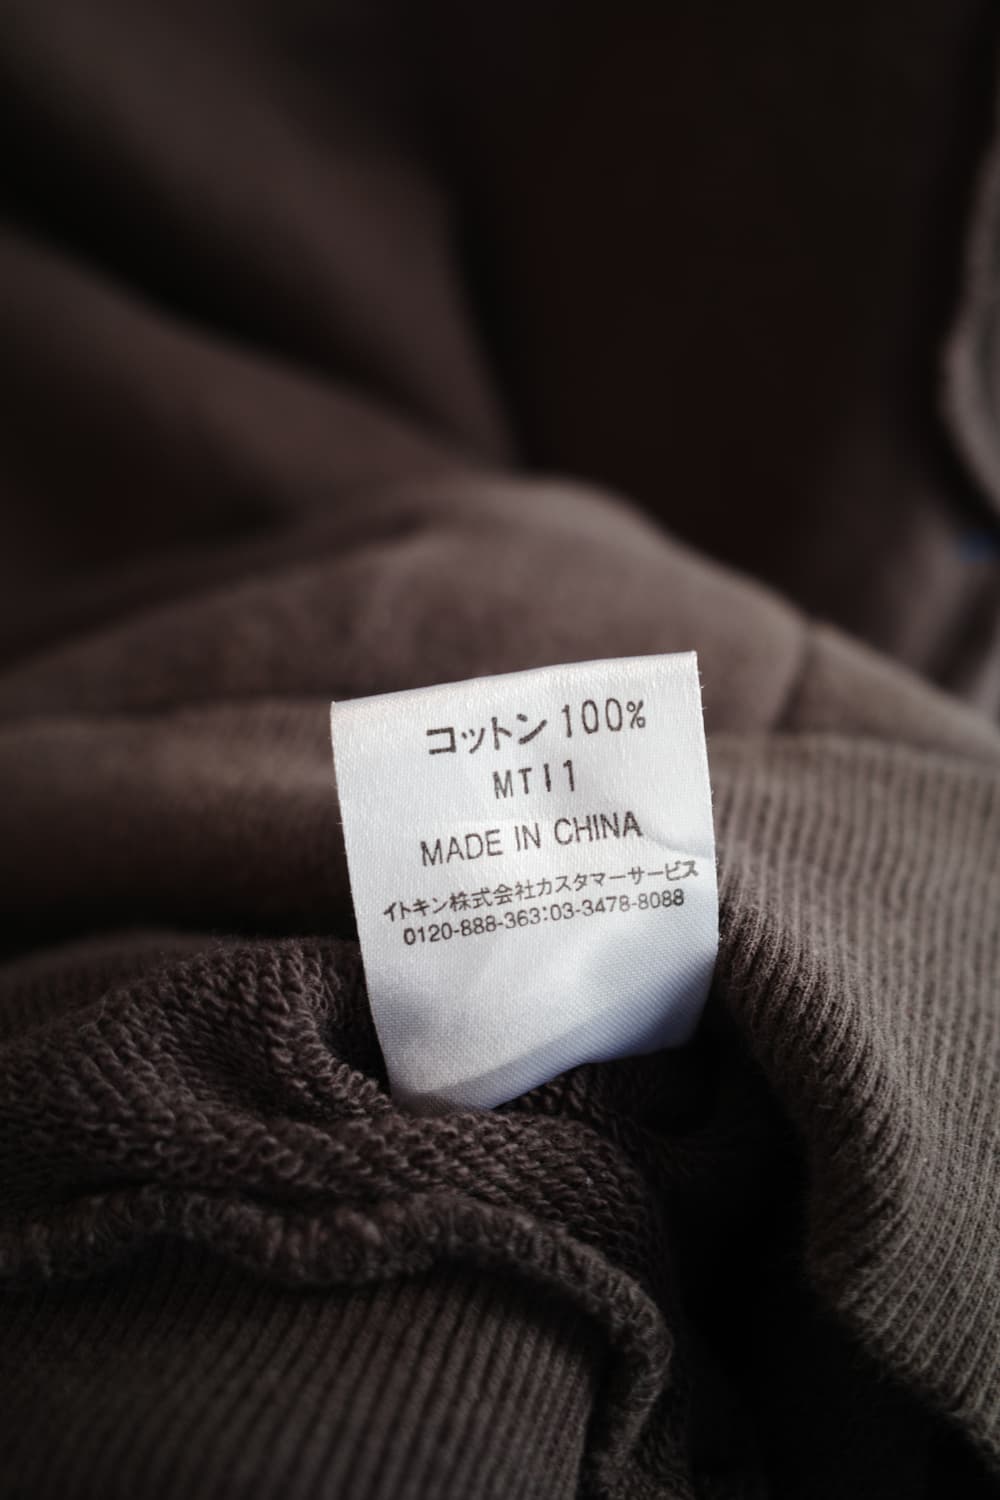 コットン 100%
MTI1
MADE IN CHINA
イトキン株式会社カスタマーサービス
0120-888-363:03-3478-8088